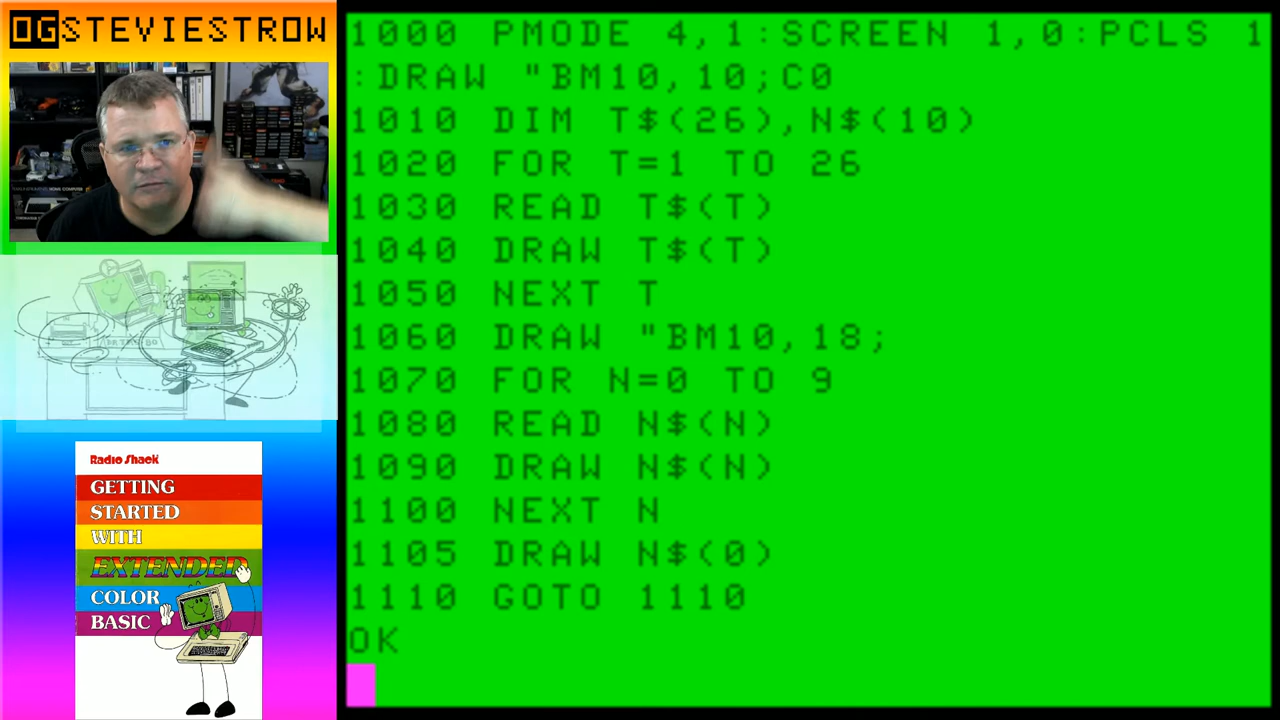 OGSTEVIESTROW
Radio Shack
GETTING
STARTED
WITH
EXTENDED
COLOR
BASIC
1000 PMODE 4,1:SCREEN 1,0:PCLS 1
:DRAW "BM10,10;C0
1010 DIM T$(26),N$(10)
1020 FOR T=1 TO 26
1030 READ T$(T)
1040 DRAW T$(T)
1050 NEXT T
1060 DRAW "BM10,18;
1070 FOR N=0 TO 9
1080 READ N$(N)
1090 DRAW N$(N)
1100 NEXT N
1105 DRAW N$(0)
1110 GOTO 1110
OK